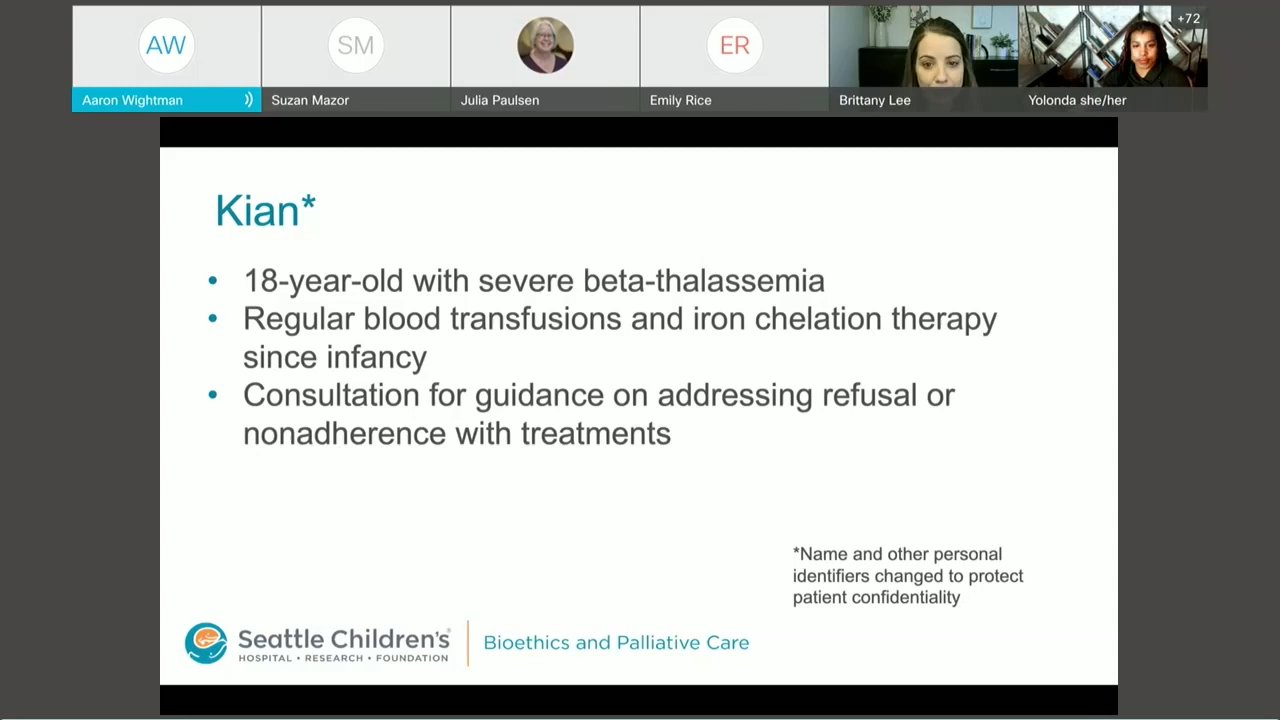 +72
AW
SM
ER
Aaron Wightman
Suzan Mazor
Julia Paulsen
Emily Rice
Brittany Lee
Yolonda she/her
Kian*
• 18-year-old with severe beta-thalassemia
• Regular blood transfusions and iron chelation therapy
since infancy
• Consultation for guidance on addressing refusal or
nonadherence with treatments
*Name and other personal
identifiers changed to protect
patient confidentiality
Seattle Children's®
HOSPITAL • RESEARCH • FOUNDATION
Bioethics and Palliative Care